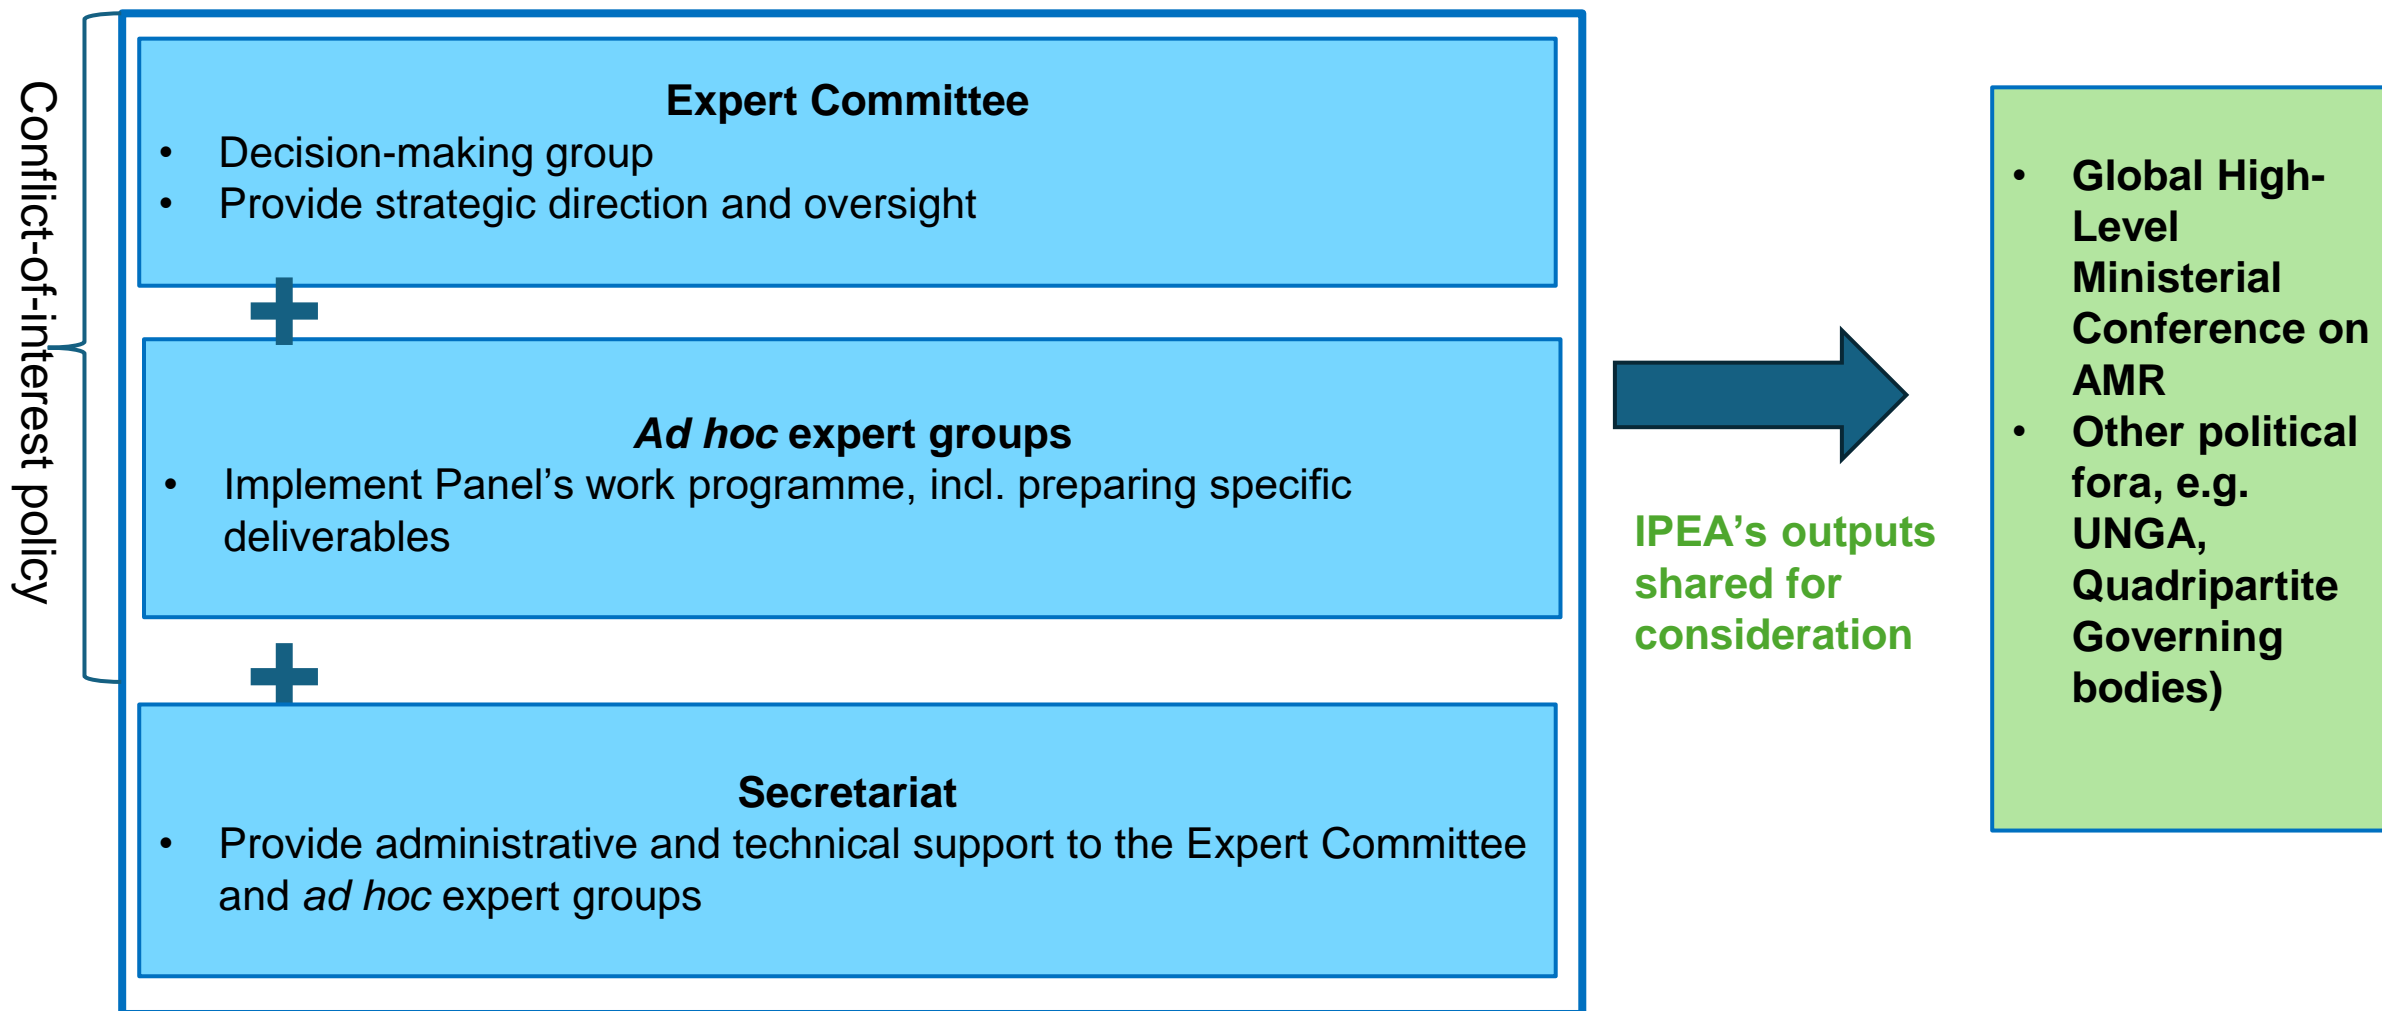 Conflict-of-interest policy
Expert Committee
• Decision-making group
• Provide strategic direction and oversight
Ad hoc expert groups
• Implement Panel’s work programme, incl. preparing specific
deliverables
Secretariat
• Provide administrative and technical support to the Expert Committee
and ad hoc expert groups
IPEA’s outputs
shared for
consideration
• Global High-
Level
Ministerial
Conference on
AMR
• Other political
fora, e.g.
UNGA,
Quadripartite
Governing
bodies)